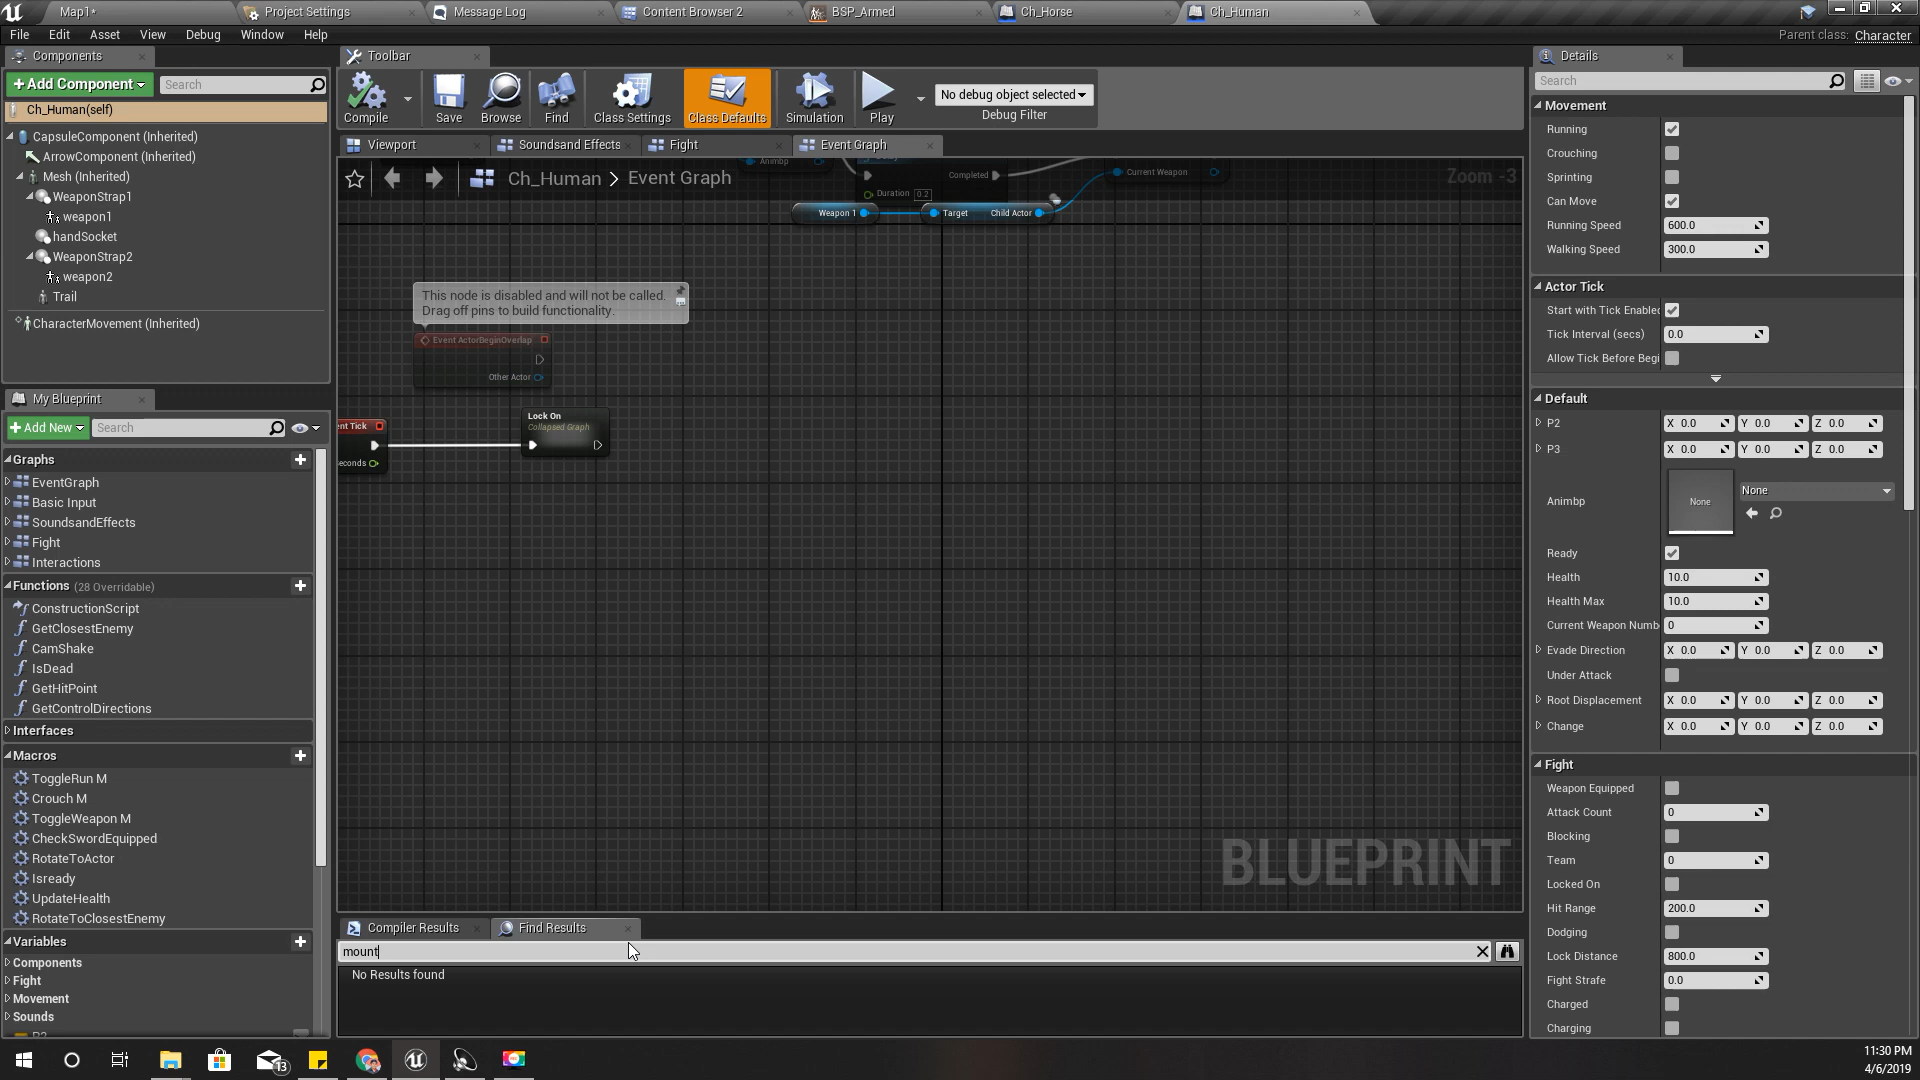 Map1*
Project Settings
Message Log
Content Browser 2
BSP_Armed
Ch_Horse
Ch_Human
File Edit Asset View Debug Window Help
Parent class: Character
Components
+ Add Component
Search
Ch_Human(self)
CapsuleComponent (Inherited)
ArrowComponent (Inherited)
Mesh (Inherited)
WeaponStrap1
weapon1
handSocket
WeaponStrap2
weapon2
Trail
CharacterMovement (Inherited)
My Blueprint
+ Add New
Search
Graphs
EventGraph
Basic Input
SoundsandEffects
Fight
Interactions
Functions (28 Overridable)
ConstructionScript
GetClosestEnemy
CamShake
IsDead
GetHitPoint
GetControlDirections
Interfaces
Macros
ToggleRun M
Crouch M
ToggleWeapon M
CheckSwordEquipped
RotateToActor
Isready
UpdateHealth
RotateToClosestEnemy
Variables
Components
Fight
Movement
Sounds
Toolbar
Compile
Save
Browse
Find
Class Settings
Class Defaults
Simulation
Play
No debug object selected
Debug Filter
Viewport
Soundsand Effects
Fight
Event Graph
Ch_Human > Event Graph
Zoom -3
Animbp
Completed
Duration 0.2
Current Weapon
Weapon 1
Target Child Actor
This node is disabled and will not be called.
Drag off pins to build functionality.
Event ActorBeginOverlap
Other Actor
ent Tick
econds
Lock On
Collapsed Graph
BLUEPRINT
Compiler Results
Find Results
mount
No Results found
Details
Search
Movement
Running
Crouching
Sprinting
Can Move
Running Speed 600.0
Walking Speed 300.0
Actor Tick
Start with Tick Enablec
Tick Interval (secs) 0.0
Allow Tick Before Begi
Default
P2 X 0.0 Y 0.0 Z 0.0
P3 X 0.0 Y 0.0 Z 0.0
Animbp None None
Ready
Health 10.0
Health Max 10.0
Current Weapon Numb 0
Evade Direction X 0.0 Y 0.0 Z 0.0
Under Attack
Root Displacement X 0.0 Y 0.0 Z 0.0
Change X 0.0 Y 0.0 Z 0.0
Fight
Weapon Equipped
Attack Count 0
Blocking
Team 0
Locked On
Hit Range 200.0
Dodging
Lock Distance 800.0
Fight Strafe 0.0
Charged
Charging
13
11:30 PM
4/6/2019